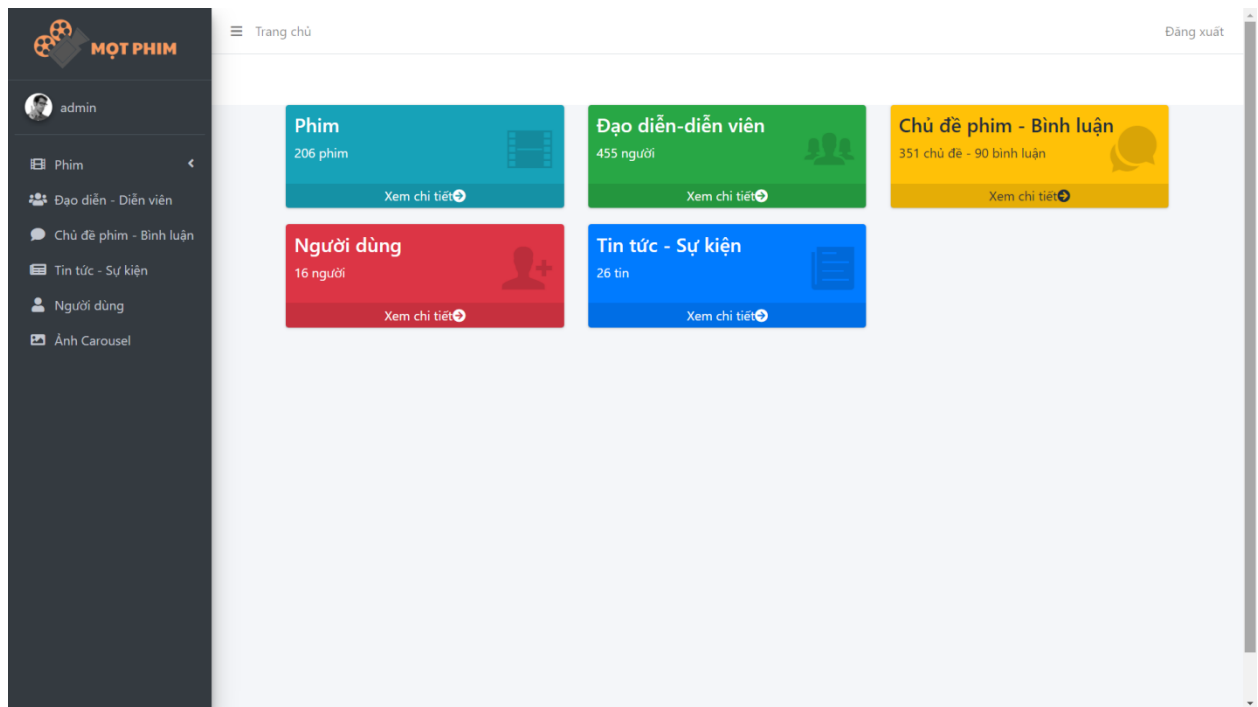 MỌT PHIM
Trang chủ
Đăng xuất
admin
Phim
Đạo diễn - Diễn viên
Chủ đề phim - Bình luận
Tin tức - Sự kiện
Người dùng
Ảnh Carousel
Phim
206 phim
Xem chi tiết
Đạo diễn-diễn viên
455 người
Xem chi tiết
Chủ đề phim - Bình luận
351 chủ đề - 90 bình luận
Xem chi tiết
Người dùng
16 người
Xem chi tiết
Tin tức - Sự kiện
26 tin
Xem chi tiết